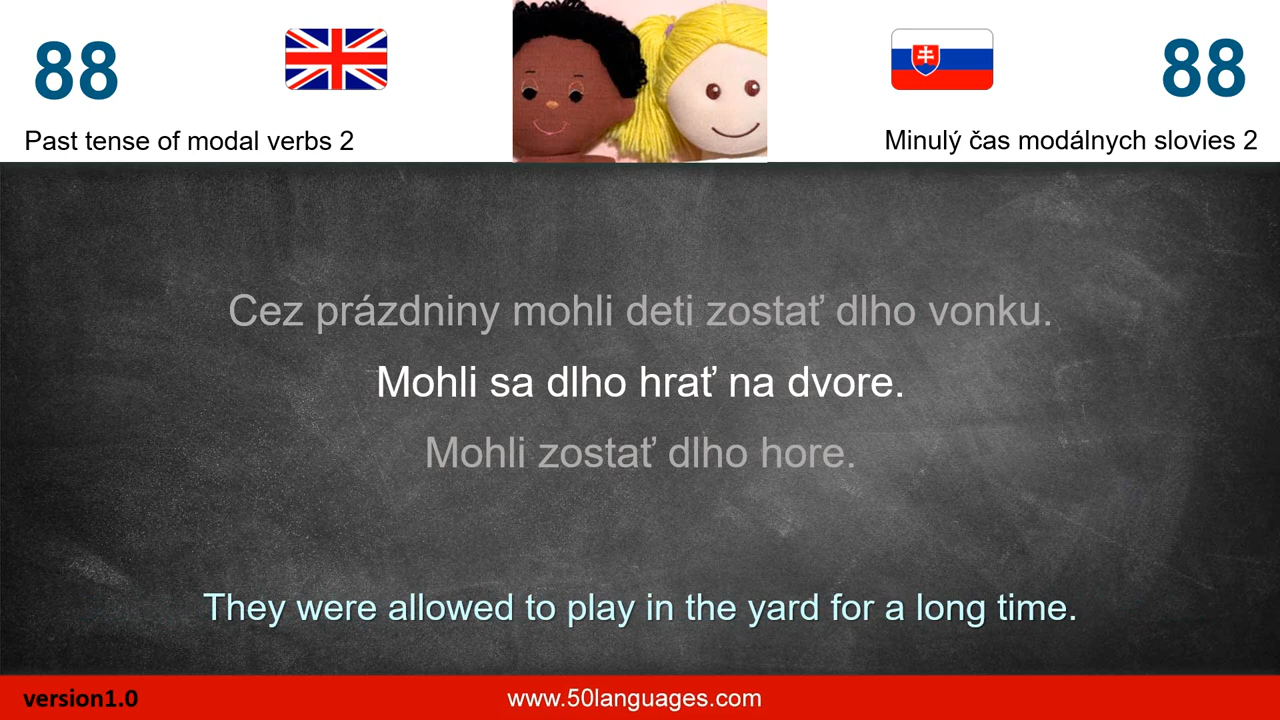 88
88
Past tense of modal verbs 2
Minulý čas modálnych slovies 2
Cez prázdniny mohli deti zostať dlho vonku.
Mohli sa dlho hrať na dvore.
Mohli zostať dlho hore.
They were allowed to play in the yard for a long time.
version1.0
www.50languages.com